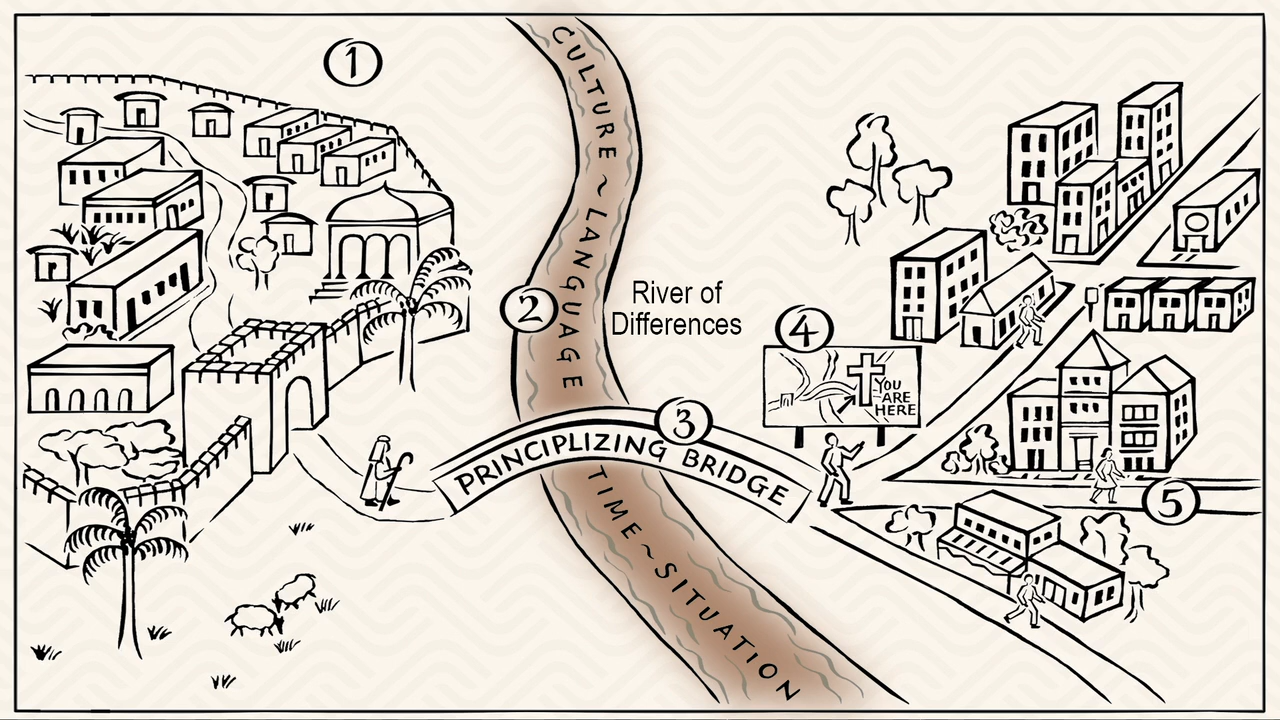 1
CULTURE ~ LANGUAGE
2
River of
Differences
4
YOU
ARE
HERE
3
PRINCIPLIZING BRIDGE
TIME ~ SITUATION
5